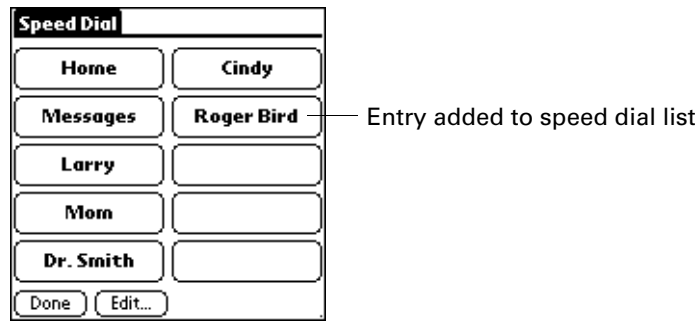 Speed Dial
Home Cindy
Messages Roger Bird
Entry added to speed dial list
Larry
Mom
Dr. Smith
Done Edit...